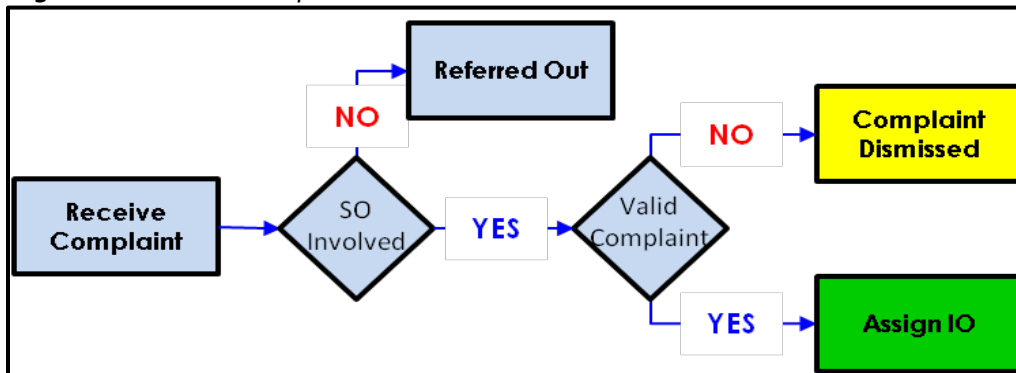 Referred Out
NO
NO
Complaint
Dismissed
Receive
Complaint
SO
Involved
YES
Valid
Complaint
YES
Assign IO